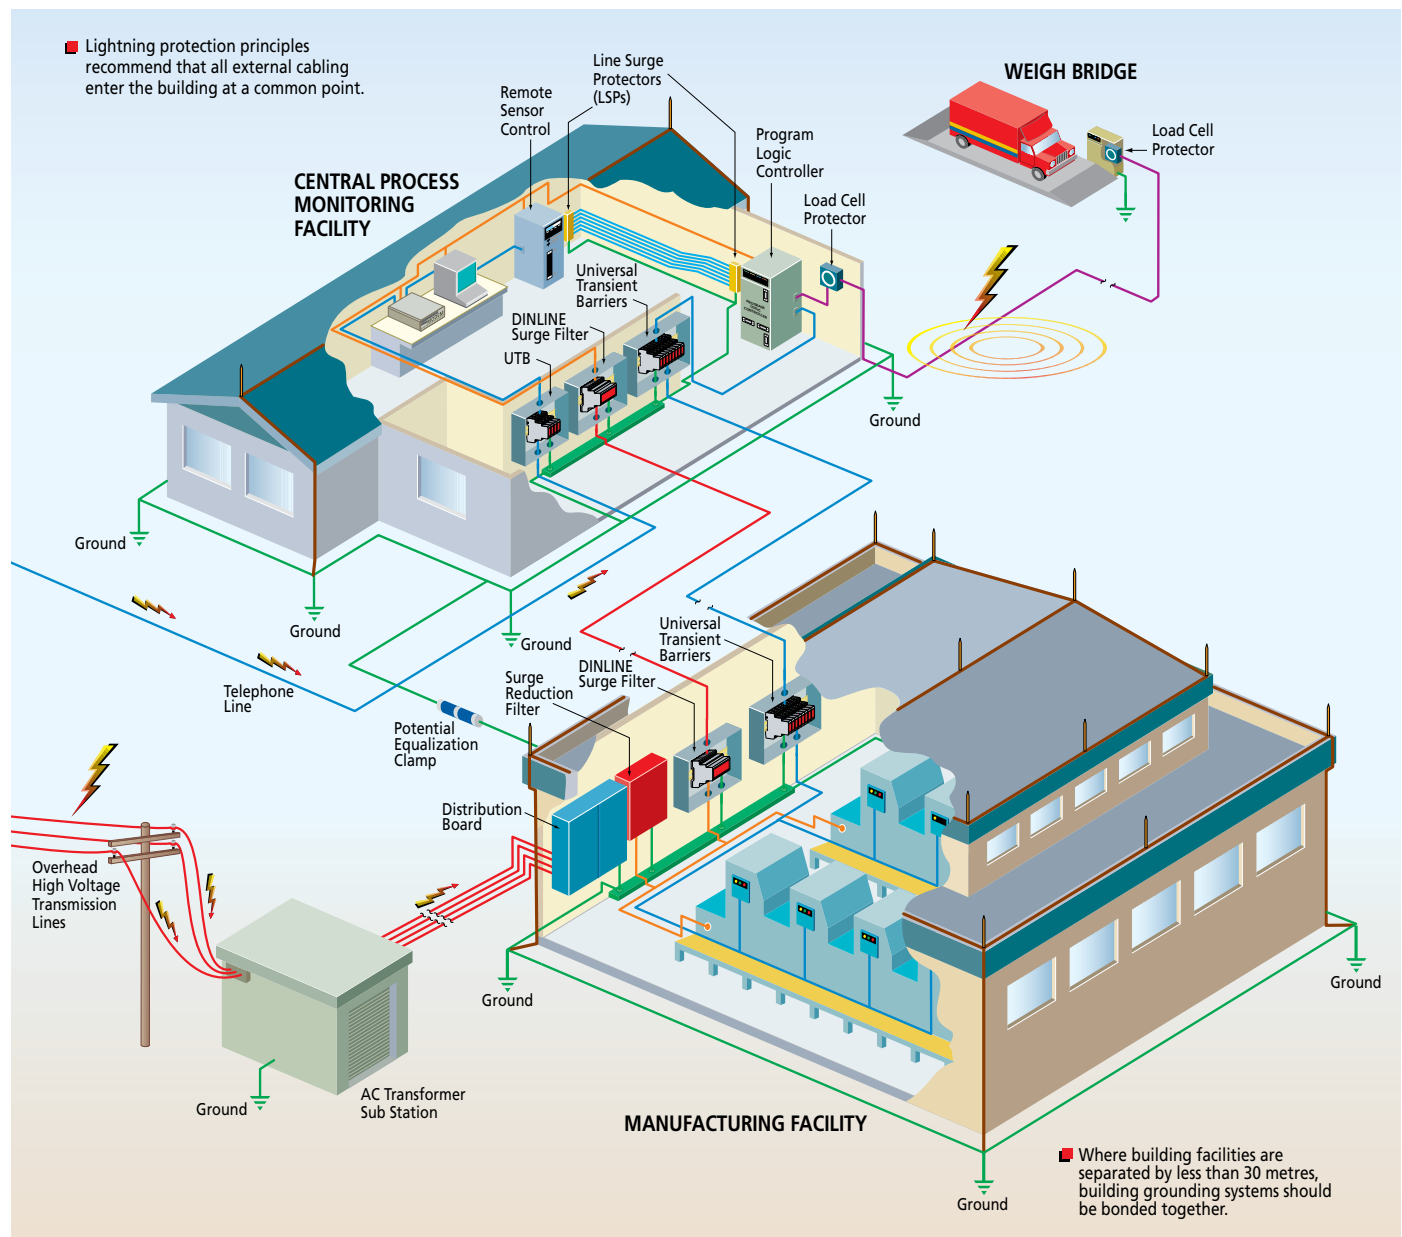 Lightning protection principles
recommend that all external cabling
enter the building at a common point.
Line Surge
Protectors
(LSPs)
Remote
Sensor
Control
WEIGH BRIDGE
Load Cell
Protector
Program
Logic
Controller
Load Cell
Protector
CENTRAL PROCESS
MONITORING
FACILITY
Universal
Transient
Barriers
DINLINE
Surge Filter
UTB
PROGRAM
LOGIC
CONTROLLER
Ground
Ground
Ground
Ground
Telephone
Line
Potential
Equalization
Clamp
Universal
Transient
Barriers
DINLINE
Surge Filter
Surge
Reduction
Filter
Distribution
Board
Overhead
High Voltage
Transmission
Lines
Ground
Ground
Ground
AC Transformer
Sub Station
MANUFACTURING FACILITY
Where building facilities are
separated by less than 30 metres,
building grounding systems should
be bonded together.
Ground